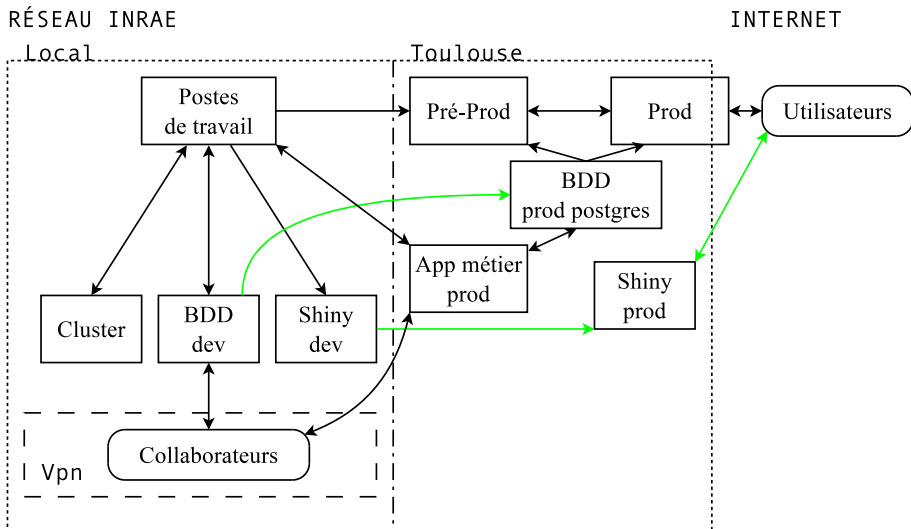 RÉSEAU INRAE
INTERNET
Local
Toulouse
Postes
de travail
Pré-Prod
Prod
Utilisateurs
BDD
prod postgres
App métier
prod
Shiny
prod
Cluster
BDD
dev
Shiny
dev
Collaborateurs
Vpn